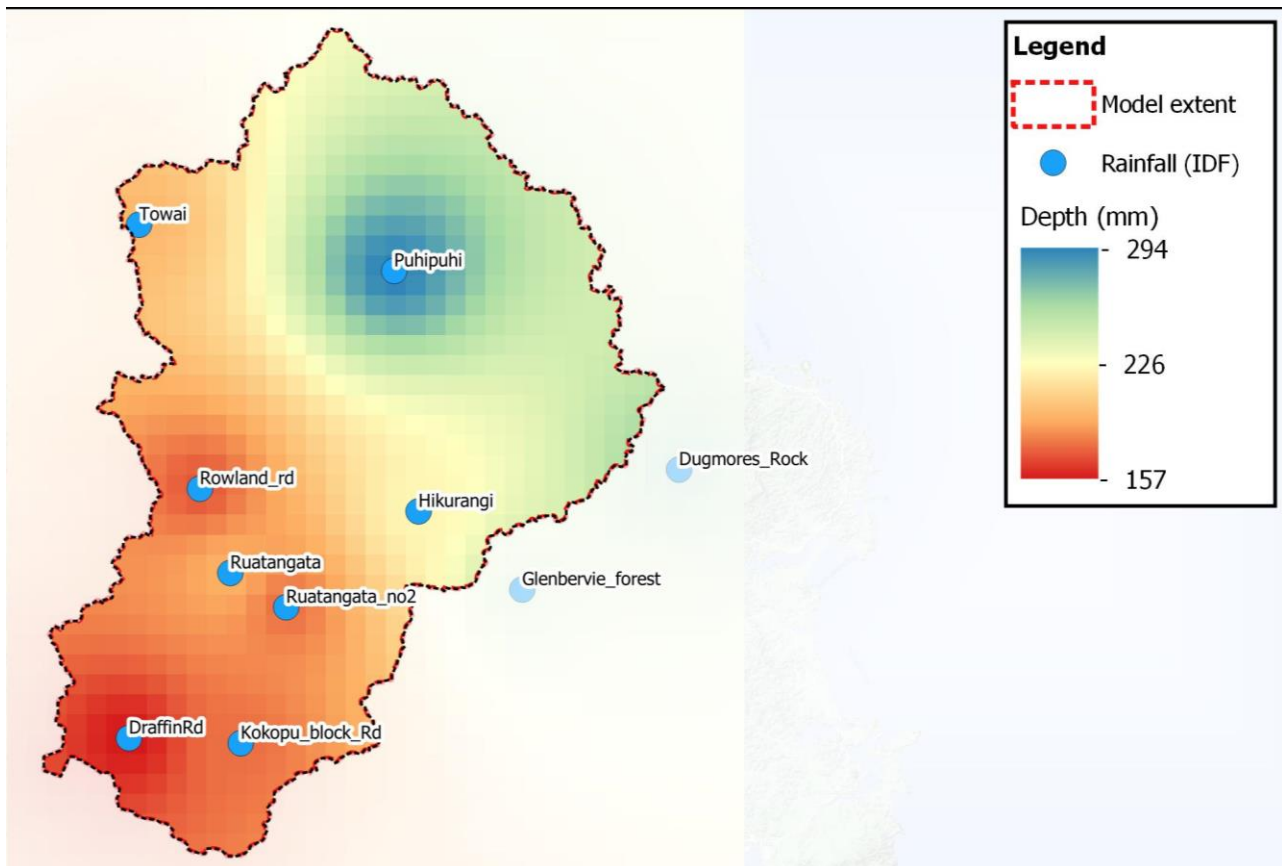 Legend
Model extent
Rainfall (IDF)
Depth (mm)
294
226
157
Towai
Puhipuhi
Dugmores_Rock
Rowland_rd
Hikurangi
Ruatangata
Glenbervie_forest
Ruatangata_no2
DraffinRd
Kokopu_block_Rd